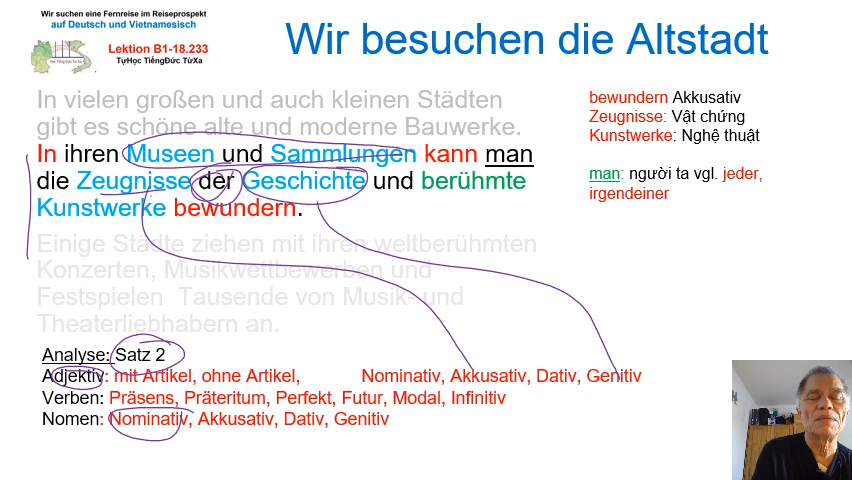 Wir suchen eine Fernreise im Reiseprospekt
auf Deutsch und Vietnamesisch
Lektion B1-18.233
TựHọc TiếngĐức TừXa
Học TiếngĐức Từ Xa
Wir besuchen die Altstadt
In vielen großen und auch kleinen Städten
gibt es schöne alte und moderne Bauwerke.
In ihren Museen und Sammlungen kann man
die Zeugnisse der Geschichte und berühmte
Kunstwerke bewundern.
Einige Städte ziehen mit ihren weltberühmten
Konzerten, Musikwettbewerben und
Festspielen Tausende von Musik- und
Theaterliebhabern an.
bewundern Akkusativ
Zeugnisse: Vật chứng
Kunstwerke: Nghệ thuật
man: người ta vgl. jeder,
irgendeiner
Analyse: Satz 2
Adjektiv: mit Artikel, ohne Artikel, Nominativ, Akkusativ, Dativ, Genitiv
Verben: Präsens, Präteritum, Perfekt, Futur, Modal, Infinitiv
Nomen: Nominativ, Akkusativ, Dativ, Genitiv